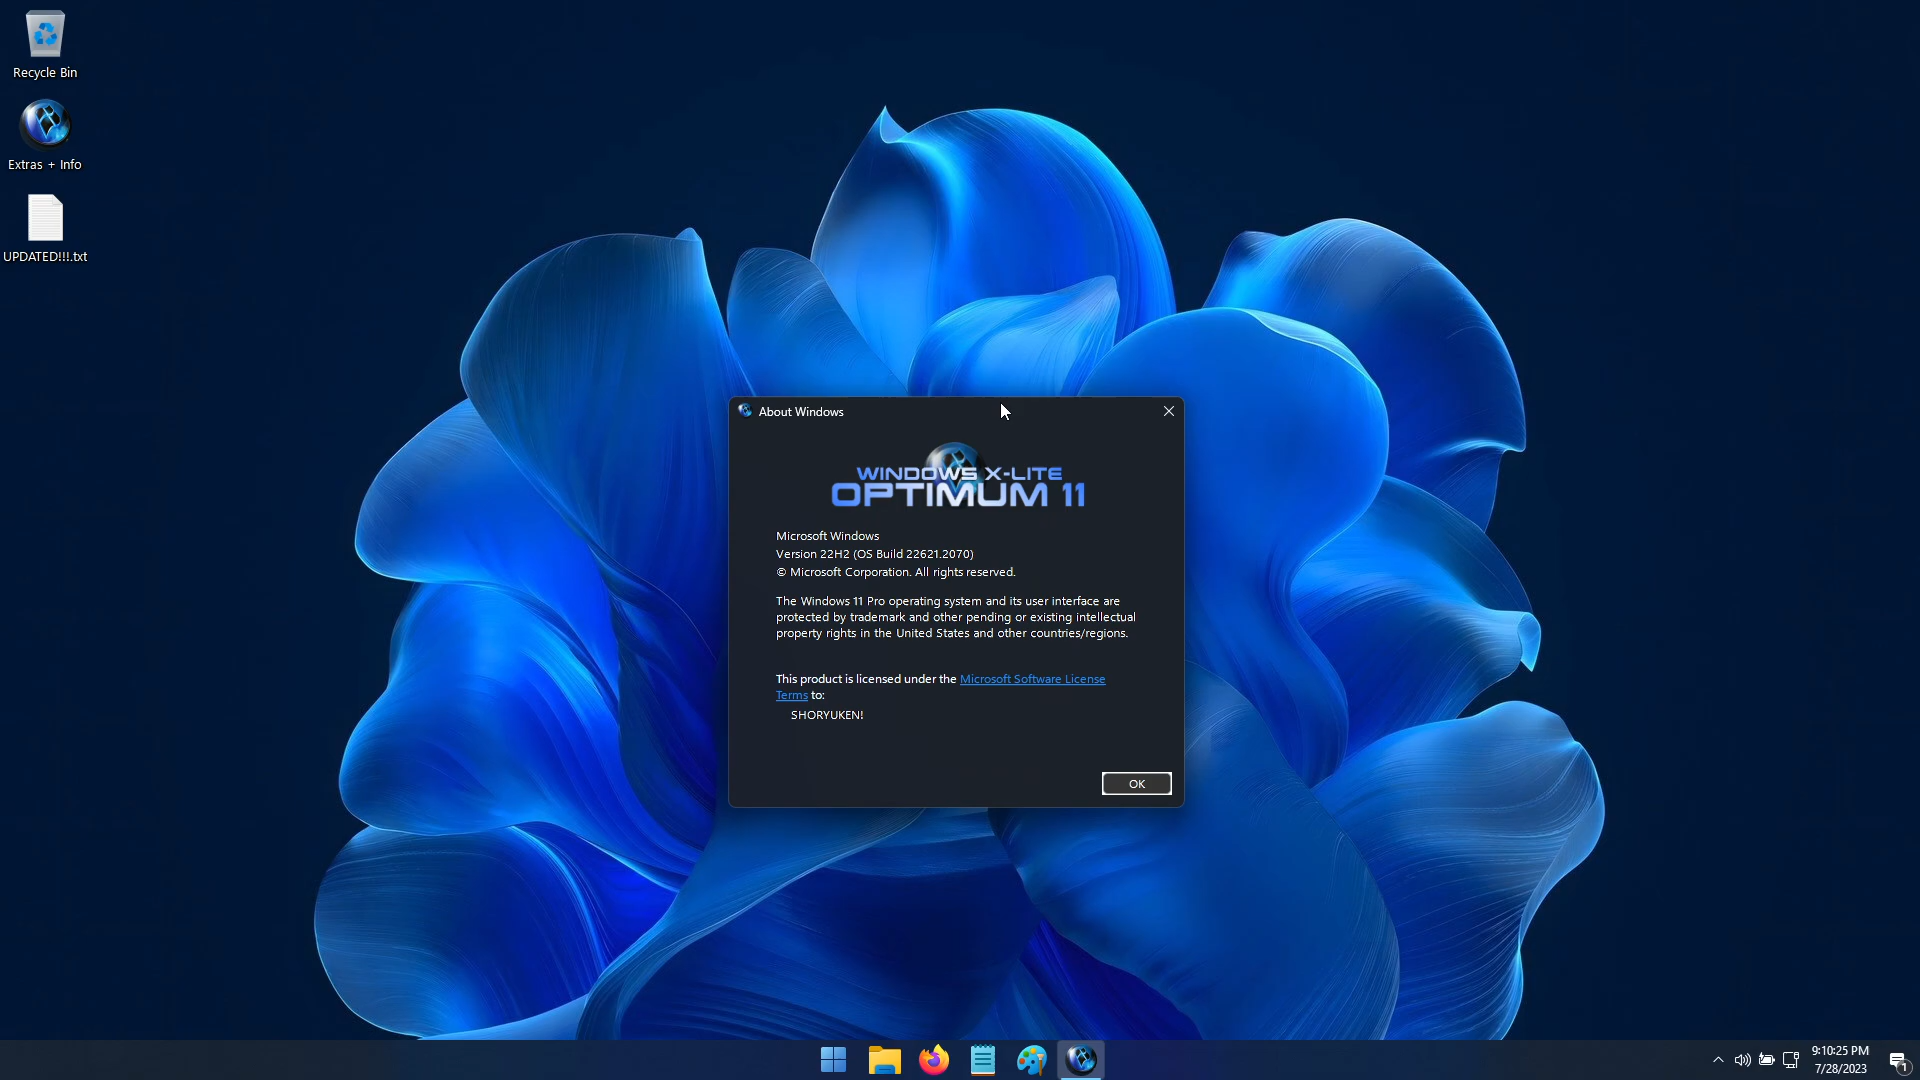 Recycle Bin
Extras + Info
UPDATED!!!.txt
About Windows
WINDOWS X-LITE
OPTIMUM 11
Microsoft Windows
Version 22H2 (OS Build 22621.2070)
© Microsoft Corporation. All rights reserved.
The Windows 11 Pro operating system and its user interface are
protected by trademark and other pending or existing intellectual
property rights in the United States and other countries/regions.
This product is licensed under the Microsoft Software License
Terms to:
SHORYUKEN!
OK
9:10:25 PM
7/28/2023
1